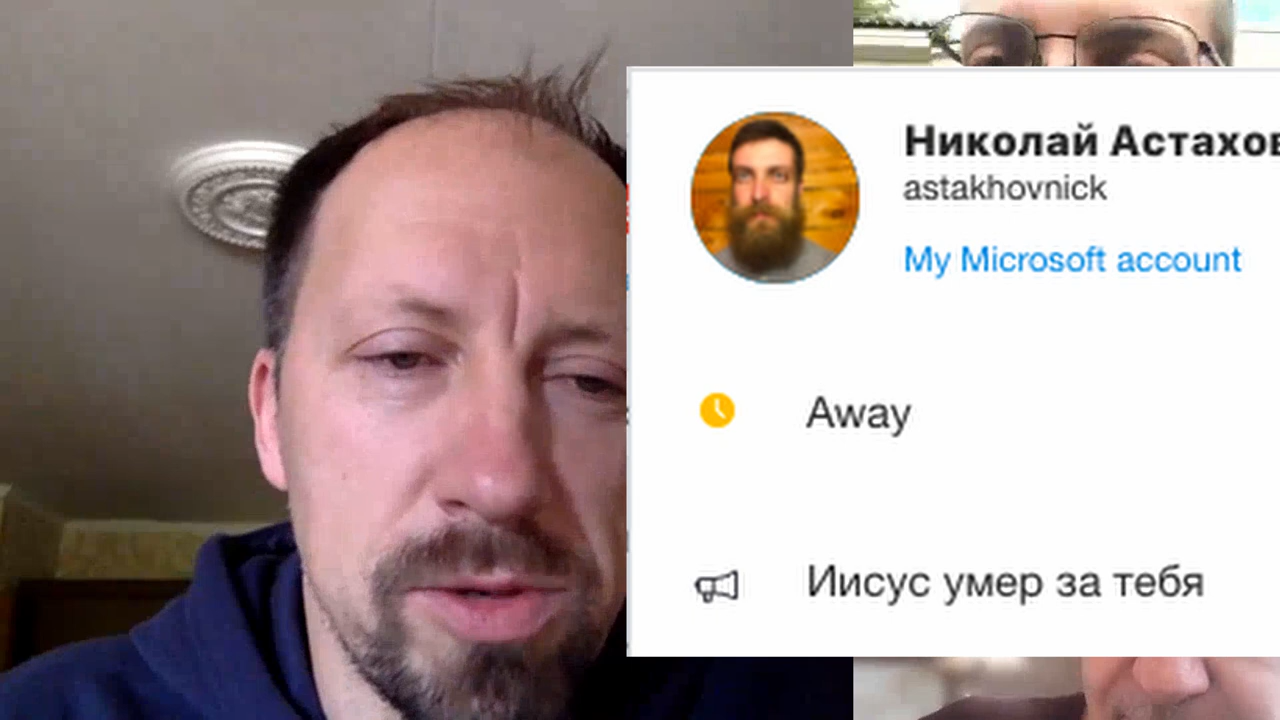 Николай Астахов
astakhovnick
My Microsoft account
Away
Иисус умер за тебя